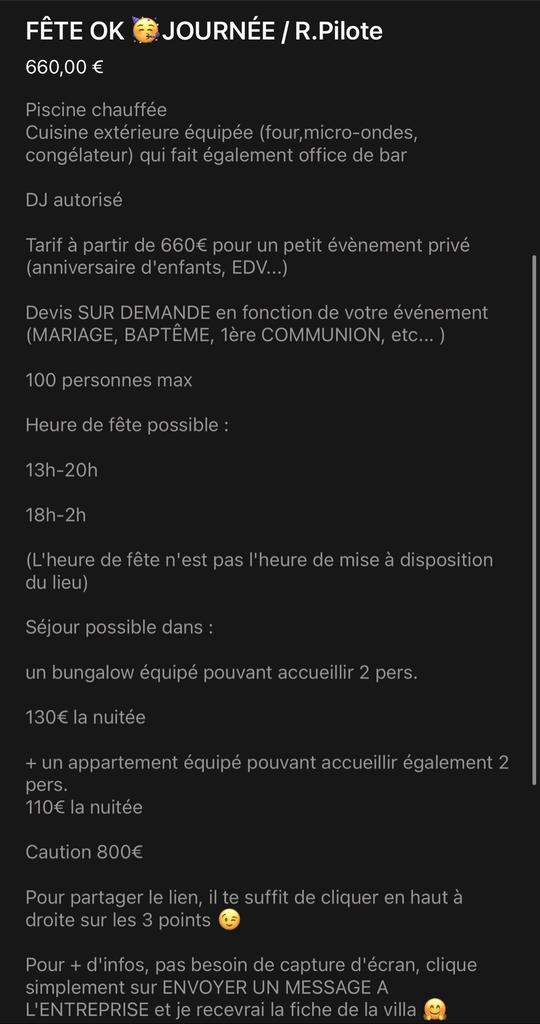 FÊTE OK 🥳JOURNÉE / R.Pilote
660,00 €
Piscine chauffée
Cuisine extérieure équipée (four,micro-ondes,
congélateur) qui fait également office de bar
DJ autorisé
Tarif à partir de 660€ pour un petit évènement privé
(anniversaire d'enfants, EDV...)
Devis SUR DEMANDE en fonction de votre événement
(MARIAGE, BAPTÊME, 1ère COMMUNION, etc... )
100 personnes max
Heure de fête possible :
13h-20h
18h-2h
(L'heure de fête n'est pas l'heure de mise à disposition
du lieu)
Séjour possible dans :
un bungalow équipé pouvant accueillir 2 pers.
130€ la nuitée
+ un appartement équipé pouvant accueillir également 2
pers.
110€ la nuitée
Caution 800€
Pour partager le lien, il te suffit de cliquer en haut à
droite sur les 3 points 😉
Pour + d'infos, pas besoin de capture d'écran, clique
simplement sur ENVOYER UN MESSAGE A
L'ENTREPRISE et je recevrai la fiche de la villa 🤗